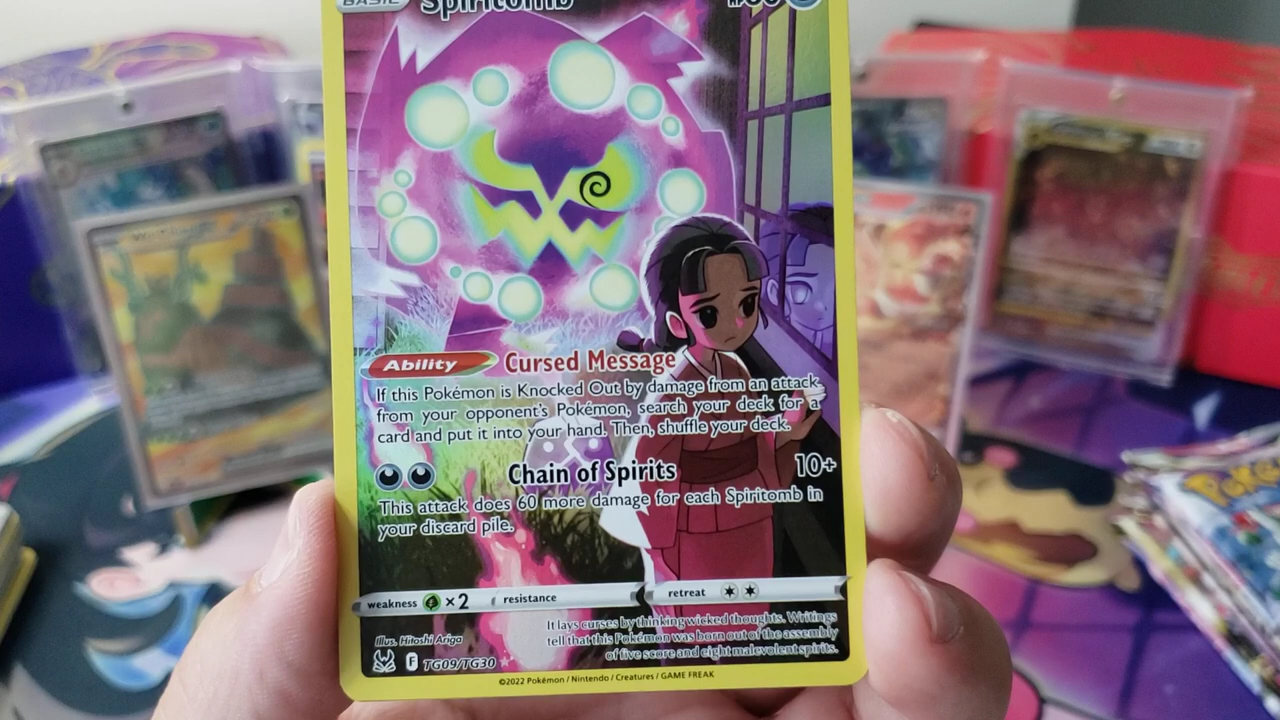 BASIC
Spiritomb
Ability Cursed Message
If this Pokémon is Knocked Out by damage from an attack
from your opponent's Pokémon, search your deck for a
card and put it into your hand. Then, shuffle your deck.
Chain of Spirits 10+
This attack does 60 more damage for each Spiritomb in
your discard pile.
weakness ×2 resistance retreat
It lays curses by thinking wicked thoughts. Writings
tell that this Pokémon was born out of the assembly
of five score and eight malevolent spirits.
Illus. Hitoshi Ariga
F TG09/TG30
©2022 Pokémon / Nintendo / Creatures / GAME FREAK